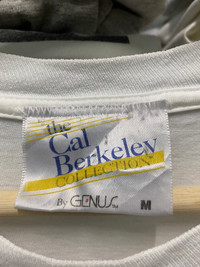 the
Cal
Berkeley
COLLECTION
By GENUS M